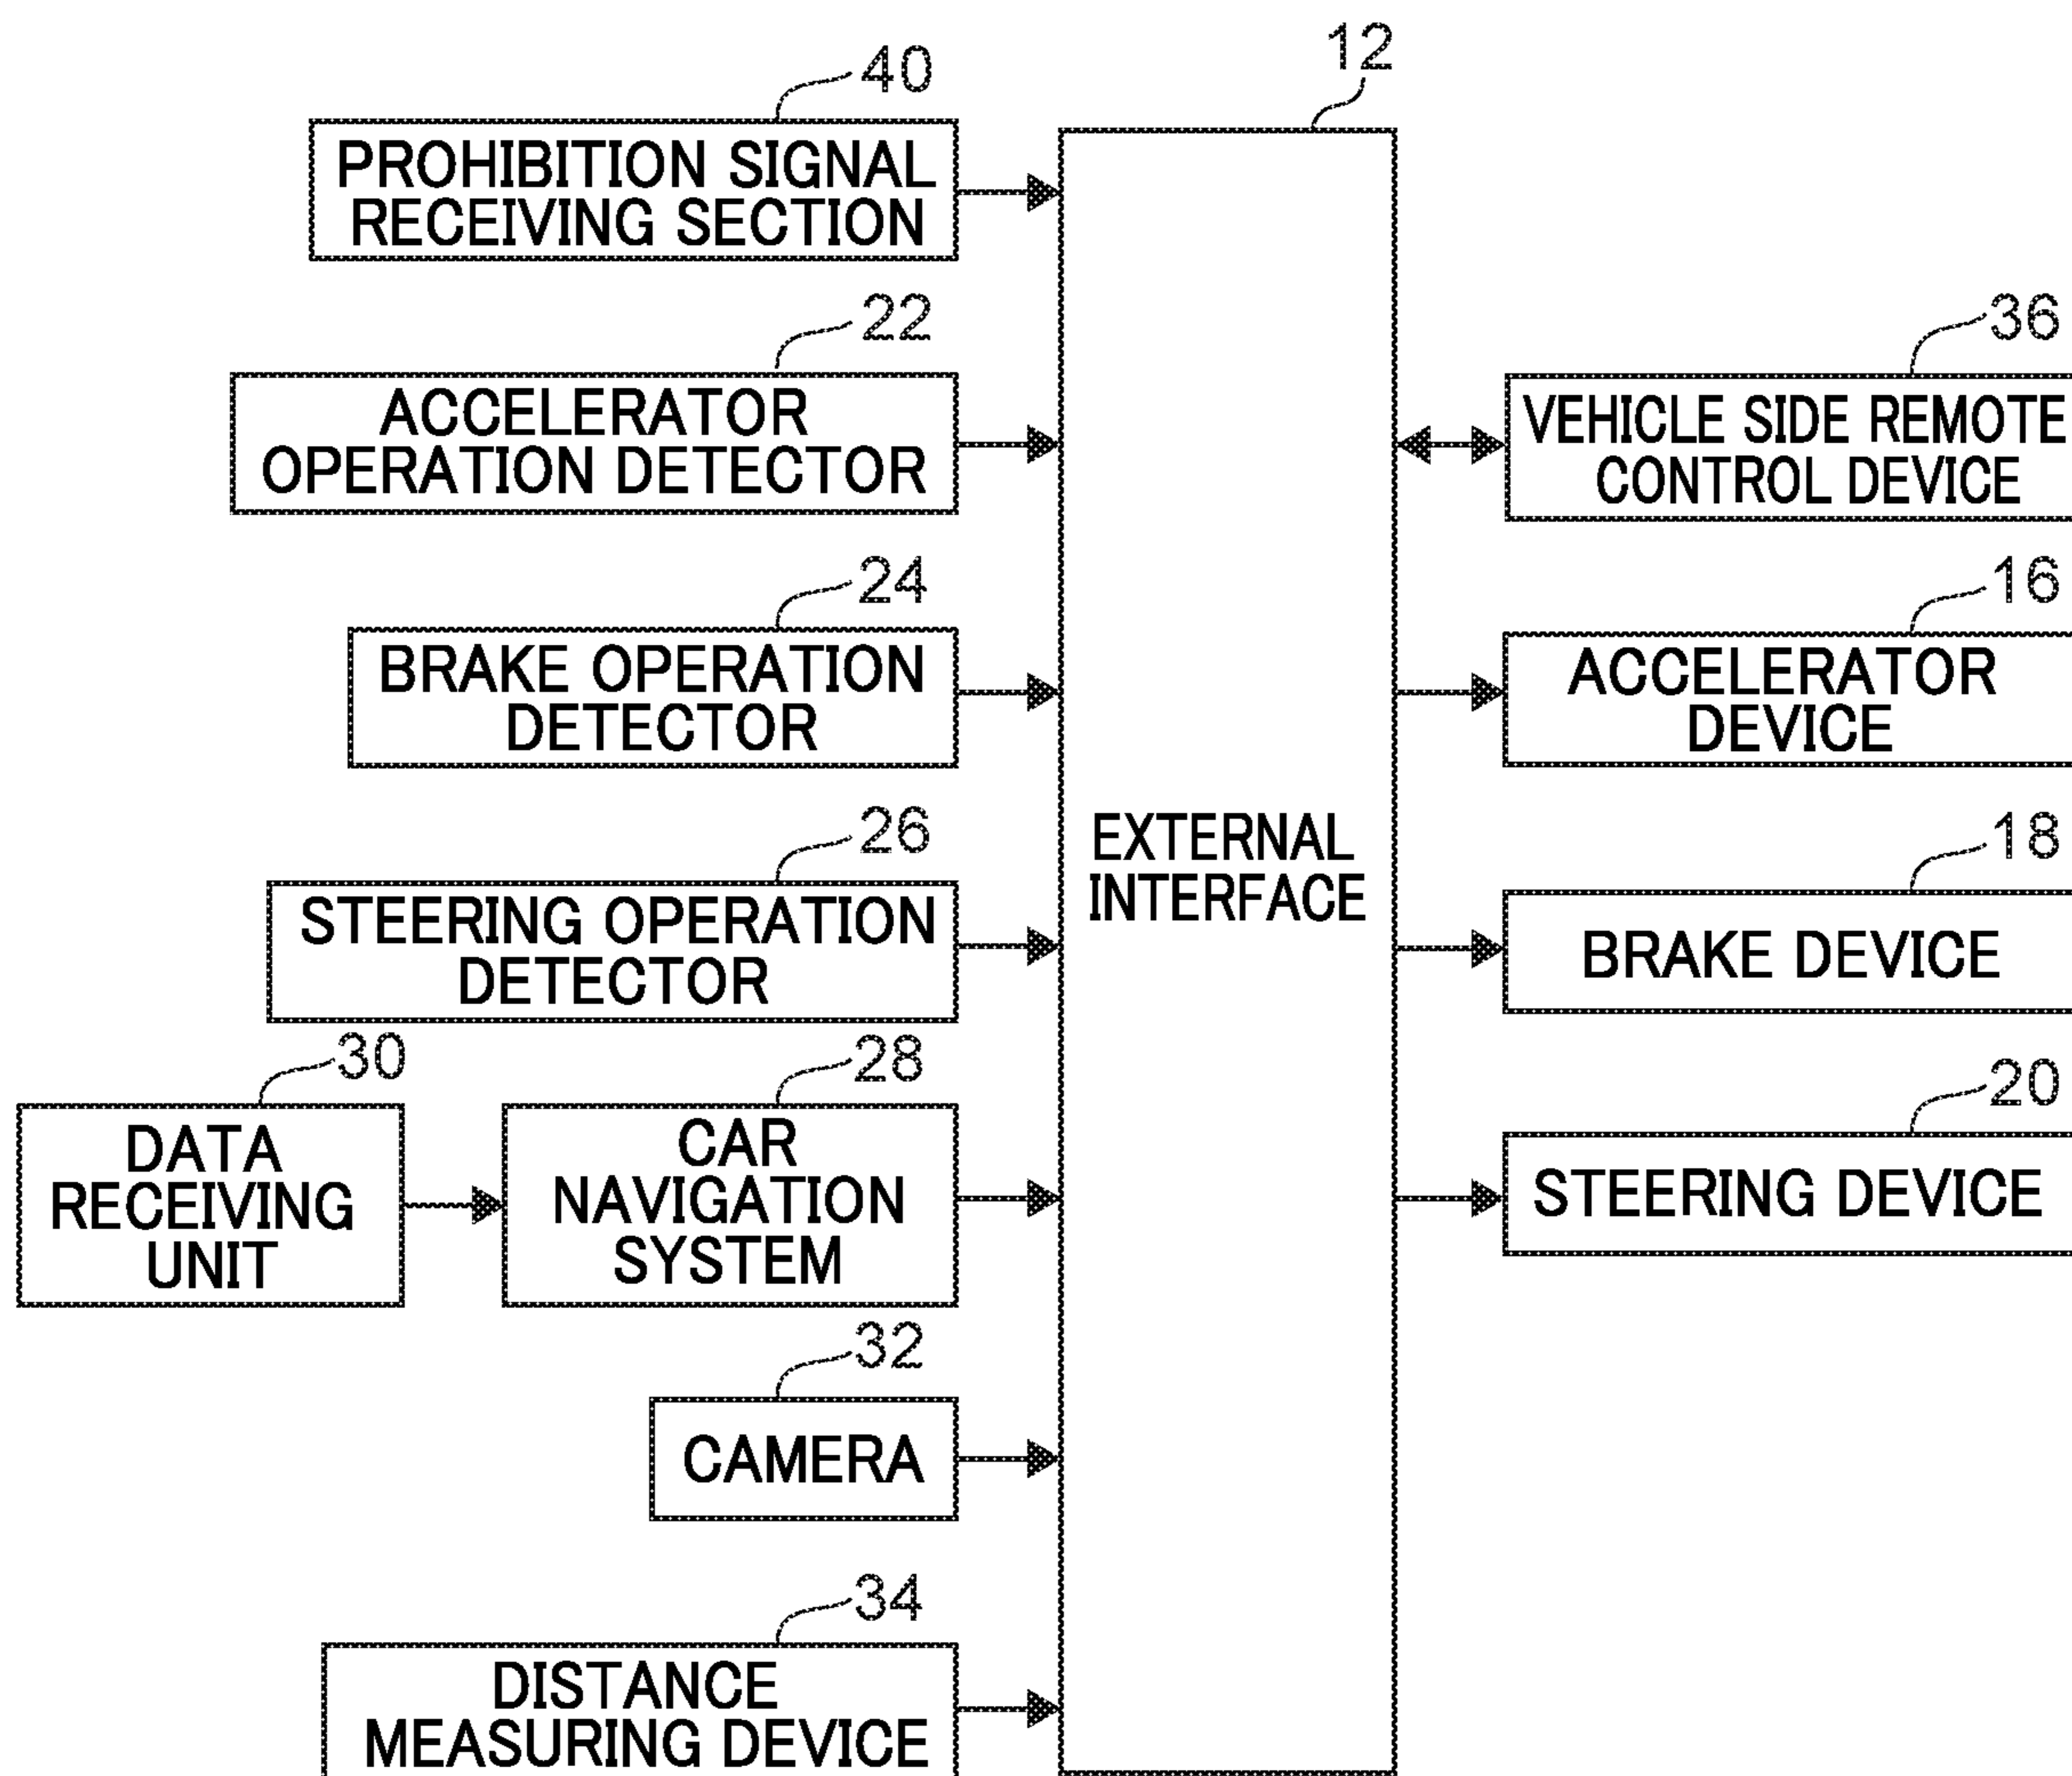 40
PROHIBITION SIGNAL
RECEIVING SECTION
22
ACCELERATOR
OPERATION DETECTOR
24
BRAKE OPERATION
DETECTOR
26
STEERING OPERATION
DETECTOR
30
DATA
RECEIVING
UNIT
28
CAR
NAVIGATION
SYSTEM
32
CAMERA
34
DISTANCE
MEASURING DEVICE
12
EXTERNAL
INTERFACE
36
VEHICLE SIDE REMOTE
CONTROL DEVICE
16
ACCELERATOR
DEVICE
18
BRAKE DEVICE
20
STEERING DEVICE